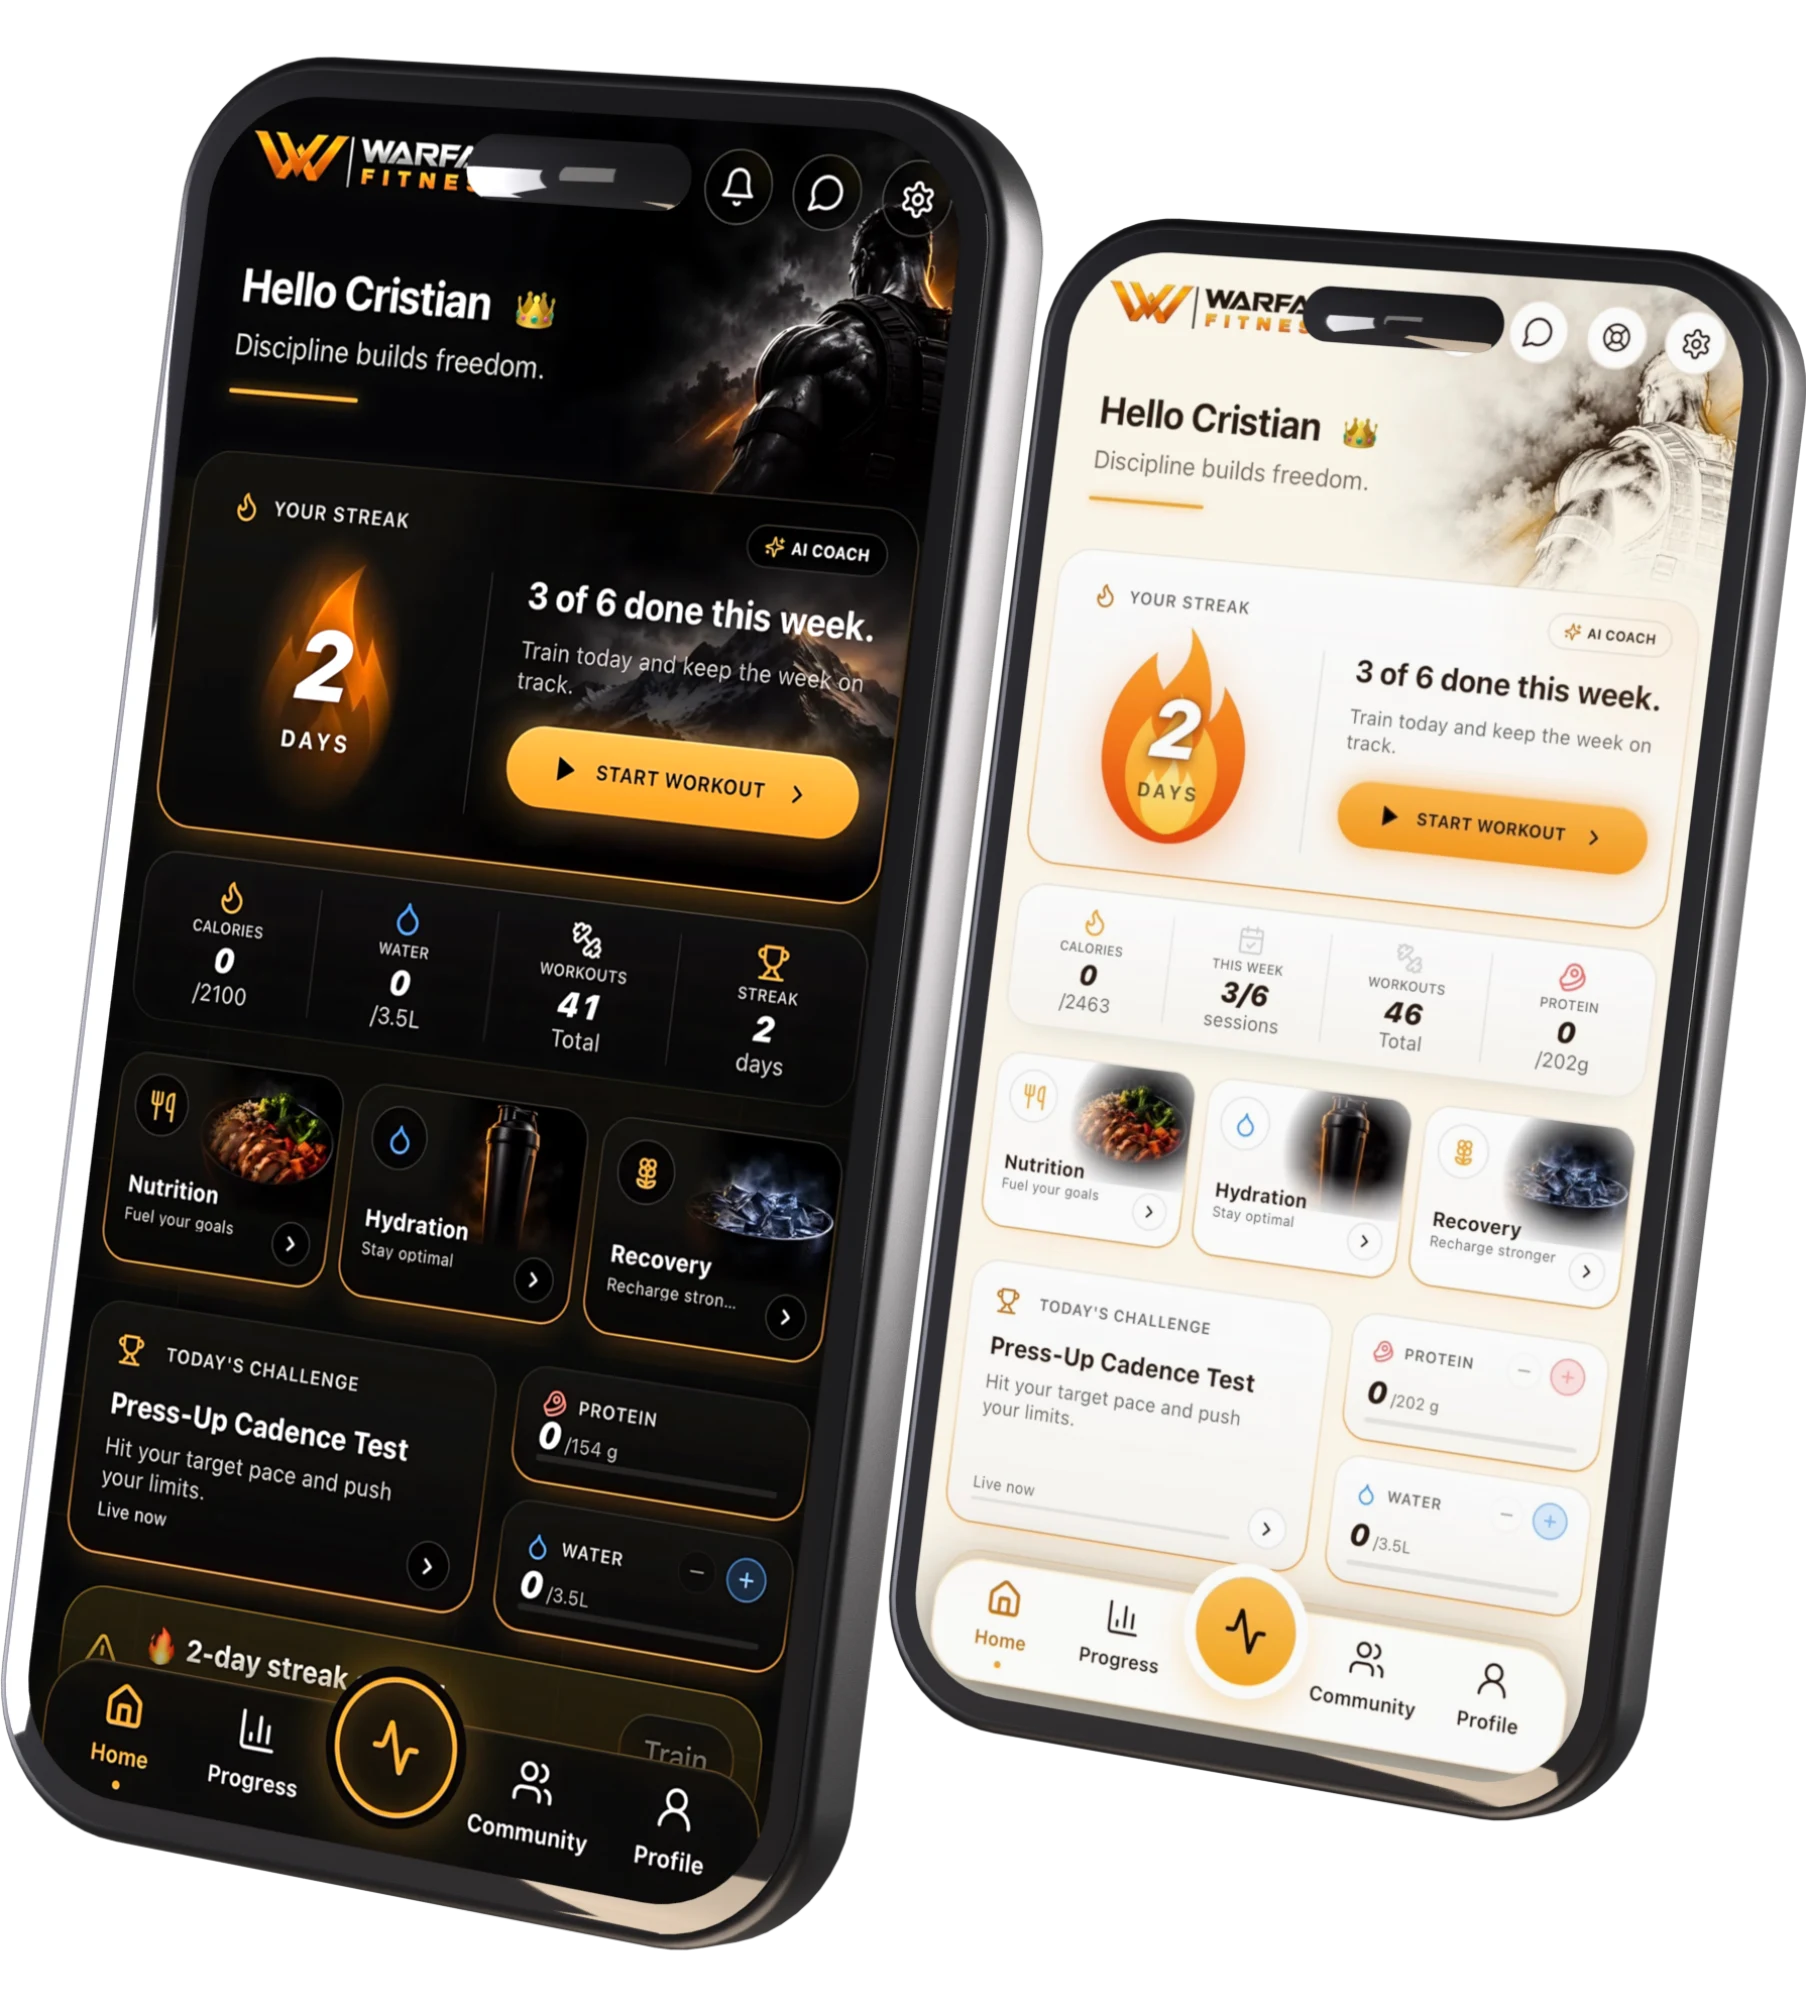 WARFA
FITNES
Hello Cristian
Discipline builds freedom.
YOUR STREAK
AI COACH
2
DAYS
3 of 6 done this week.
Train today and keep the week on
track.
START WORKOUT
CALORIES
0
/2100
WATER
0
/3.5L
WORKOUTS
41
Total
STREAK
2
days
Nutrition
Fuel your goals
Hydration
Stay optimal
Recovery
Recharge stron...
TODAY'S CHALLENGE
Press-Up Cadence Test
Hit your target pace and push
your limits.
Live now
PROTEIN
0 /154 g
WATER
0 /3.5L
2-day streak
Train
Home
Progress
Community
Profile
WARFA
FITNES
Hello Cristian
Discipline builds freedom.
YOUR STREAK
AI COACH
2
DAYS
3 of 6 done this week.
Train today and keep the week on
track.
START WORKOUT
CALORIES
0
/2463
THIS WEEK
3/6
sessions
WORKOUTS
46
Total
PROTEIN
0
/202g
Nutrition
Fuel your goals
Hydration
Stay optimal
Recovery
Recharge stronger
TODAY'S CHALLENGE
Press-Up Cadence Test
Hit your target pace and push
your limits.
Live now
PROTEIN
0 /202 g
WATER
0 /3.5L
Home
Progress
Community
Profile